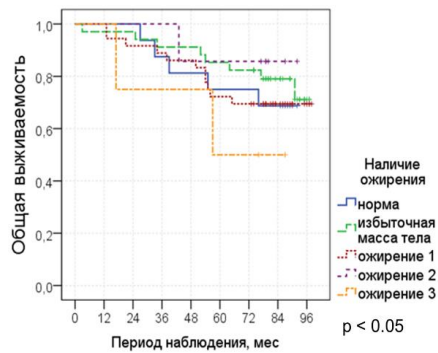 Общая выживаемость
1,0
0,8
0,6
0,4
0,2
0,0
0 12 24 36 48 60 72 84 96
Период наблюдения, мес
Наличие
ожирения
норма
избыточная
масса тела
ожирение 1
ожирение 2
ожирение 3
p < 0.05